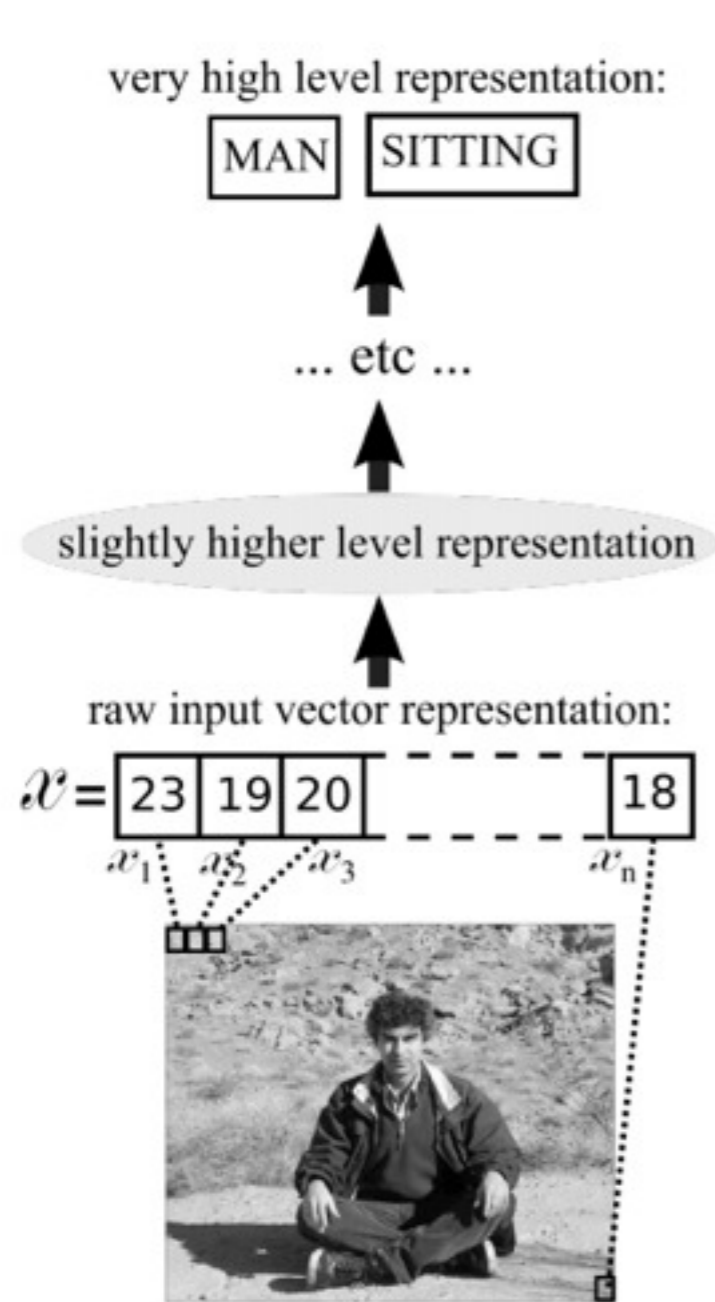 very high level representation:
MAN SITTING
... etc ...
slightly higher level representation
raw input vector representation:
x = 23 19 20 18
x1 x2 x3 xn